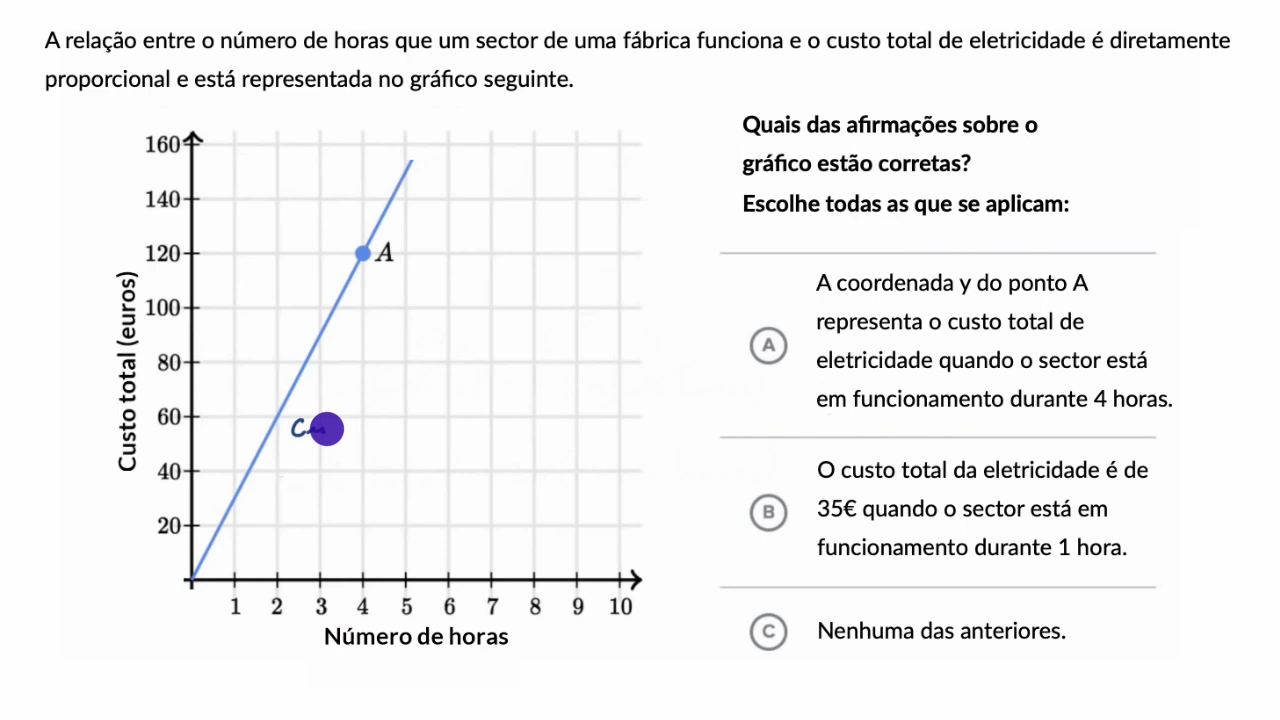 A relação entre o número de horas que um sector de uma fábrica funciona e o custo total de eletricidade é diretamente
proporcional e está representada no gráfico seguinte.
Custo total (euros)
160
140
120
100
80
60
40
20
A
1 2 3 4 5 6 7 8 9 10
Número de horas
Quais das afirmações sobre o
gráfico estão corretas?
Escolhe todas as que se aplicam:
A
A coordenada y do ponto A
representa o custo total de
eletricidade quando o sector está
em funcionamento durante 4 horas.
B
O custo total da eletricidade é de
35€ quando o sector está em
funcionamento durante 1 hora.
C
Nenhuma das anteriores.